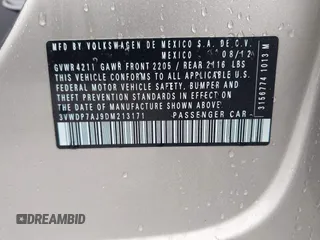 MFD. BY VOLKSWAGEN DE MEXICO S.A. DE C.V.
MEXICO 08/12
GVWR 4211 GAWR FRONT 2205 / REAR 2116 LBS
THIS VEHICLE CONFORMS TO ALL APPLICABLE U.S.
FEDERAL MOTOR VEHICLE SAFETY, BUMPER AND THEFT
PREVENTION STANDARDS IN EFFECT ON THE DATE OF
MANUFACTURE SHOWN ABOVE.
3VWDP7AJ9DM213171 PASSENGER CAR
31567741013M
DREAMBID